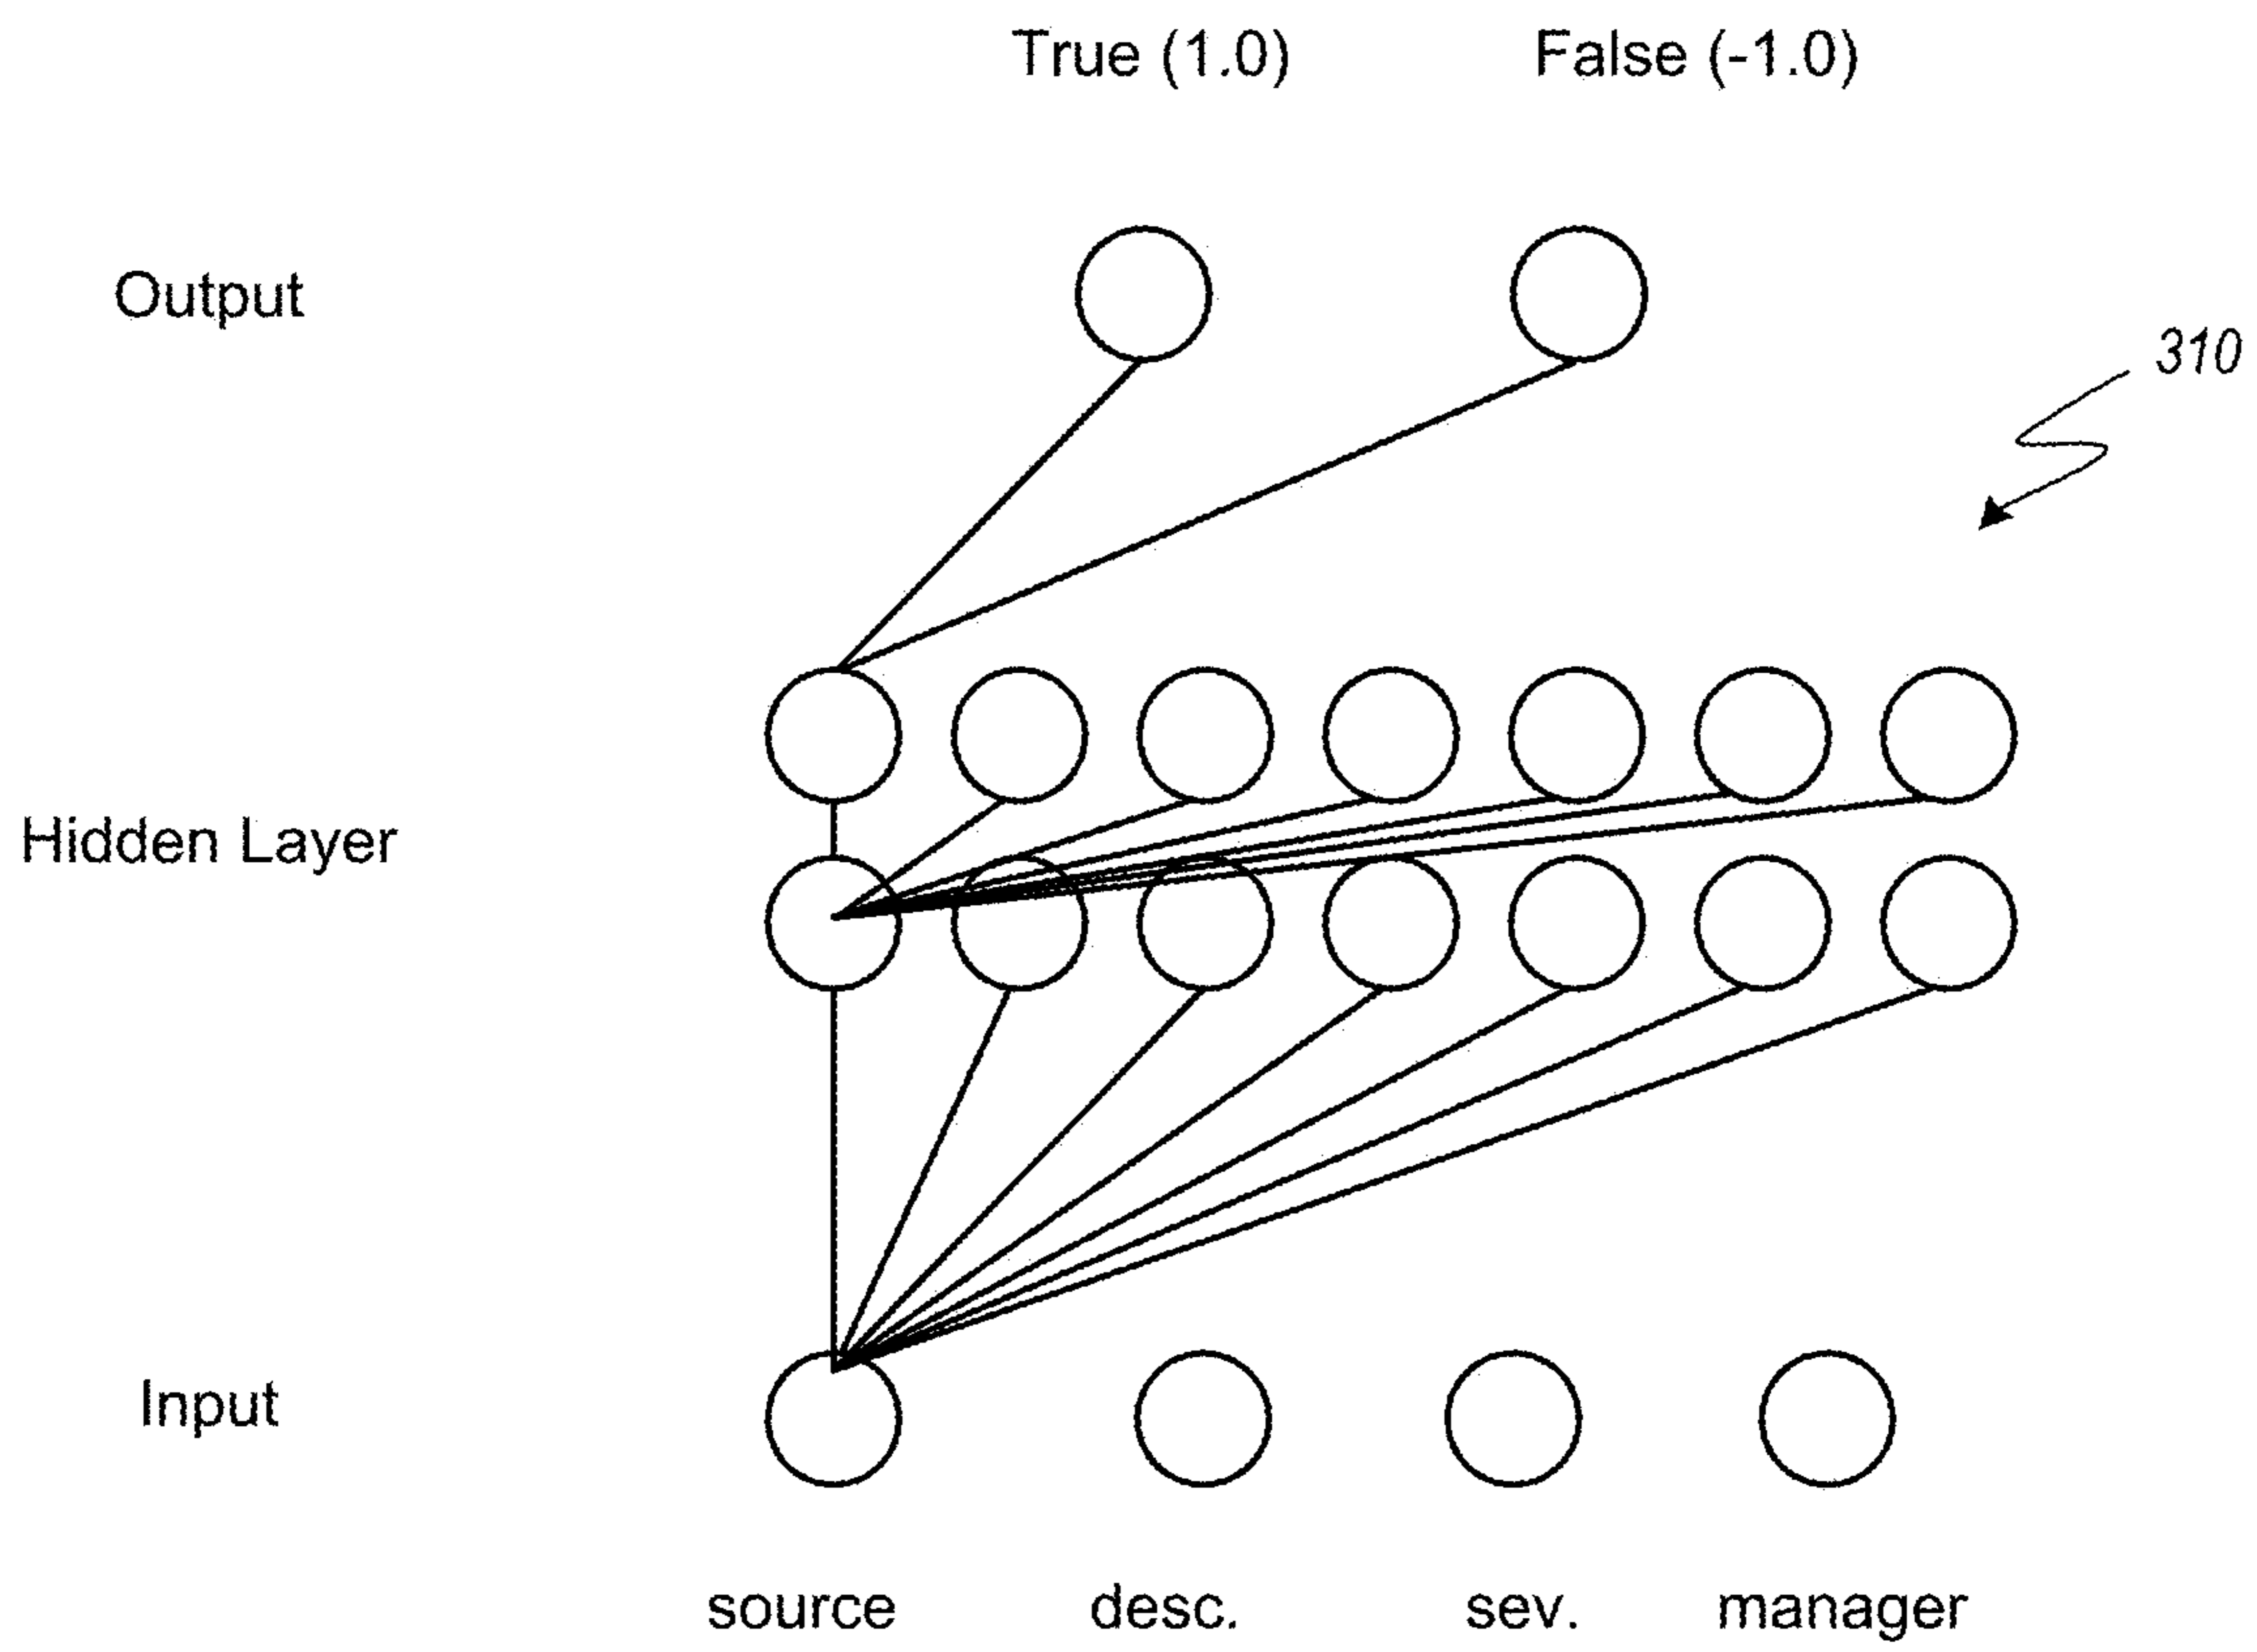 True (1.0) False (-1.0)
Output
310
Hidden Layer
Input
source desc. sev. manager